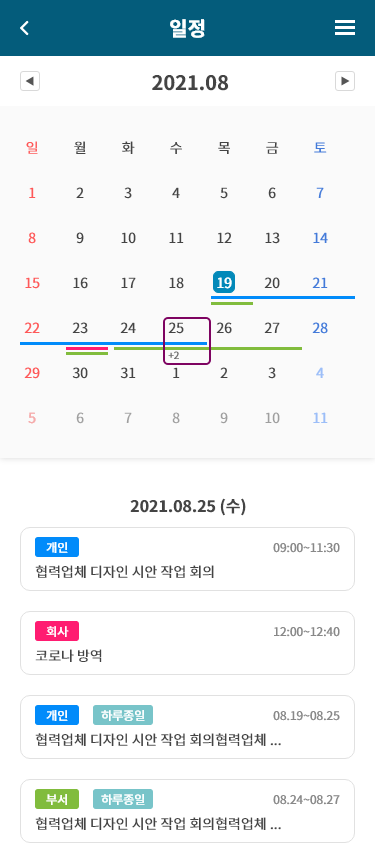 일정
2021.08
일 월 화 수 목 금 토
1 2 3 4 5 6 7
8 9 10 11 12 13 14
15 16 17 18 19 20 21
22 23 24 25 26 27 28
+2
29 30 31 1 2 3 4
5 6 7 8 9 10 11
2021.08.25 (수)
개인 09:00~11:30
협력업체 디자인 시안 작업 회의
회사 12:00~12:40
코로나 방역
개인 하루종일 08.19~08.25
협력업체 디자인 시안 작업 회의협력업체 ...
부서 하루종일 08.24~08.27
협력업체 디자인 시안 작업 회의협력업체 ...